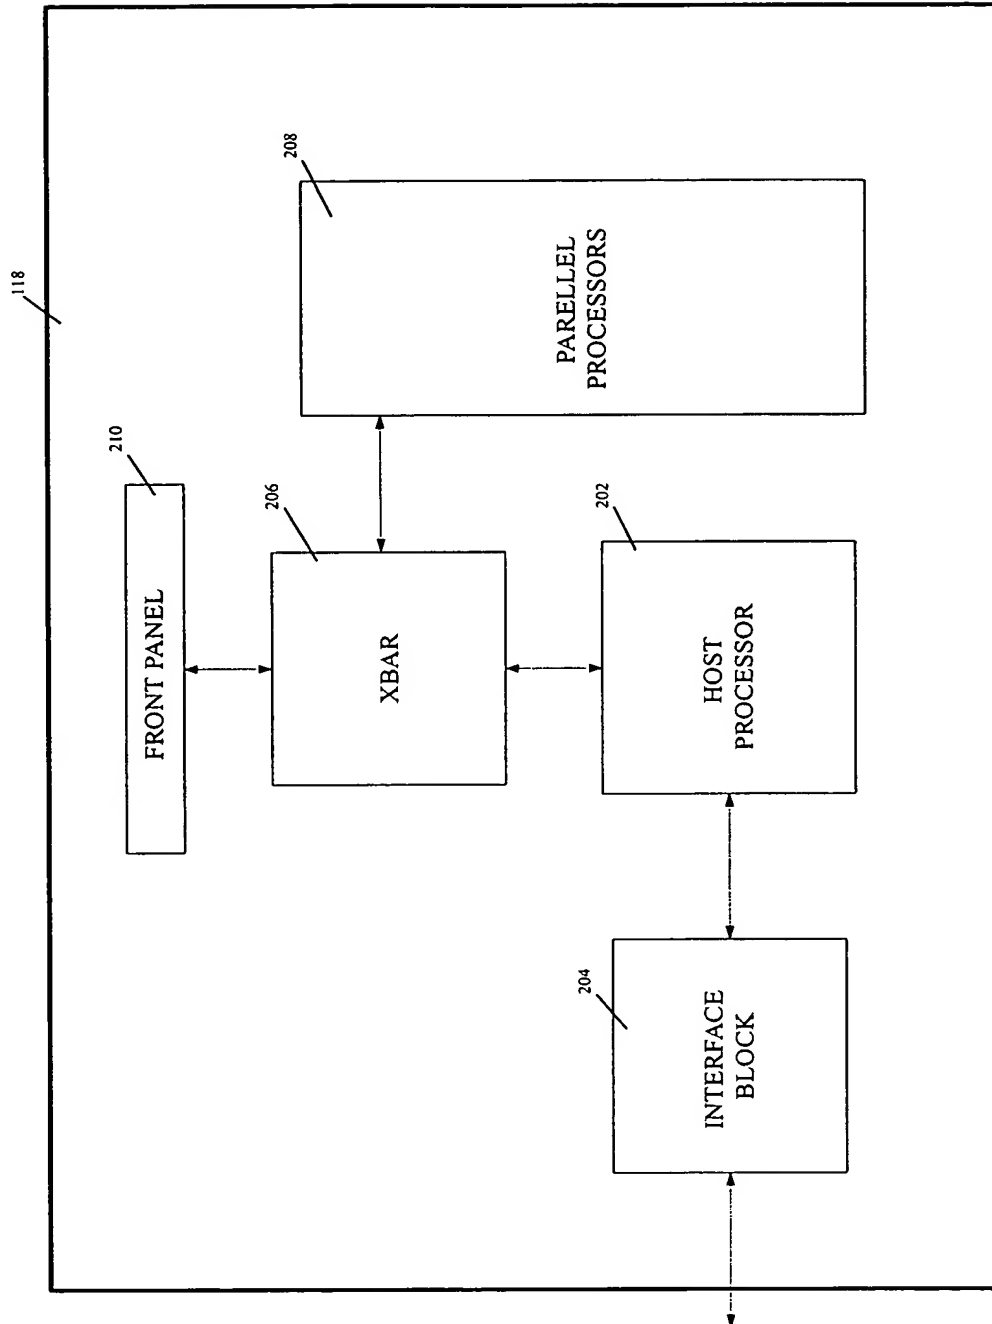 118
210
FRONT PANEL
206
XBAR
208
PARELLEL
PROCESSORS
204
INTERFACE
BLOCK
202
HOST
PROCESSOR